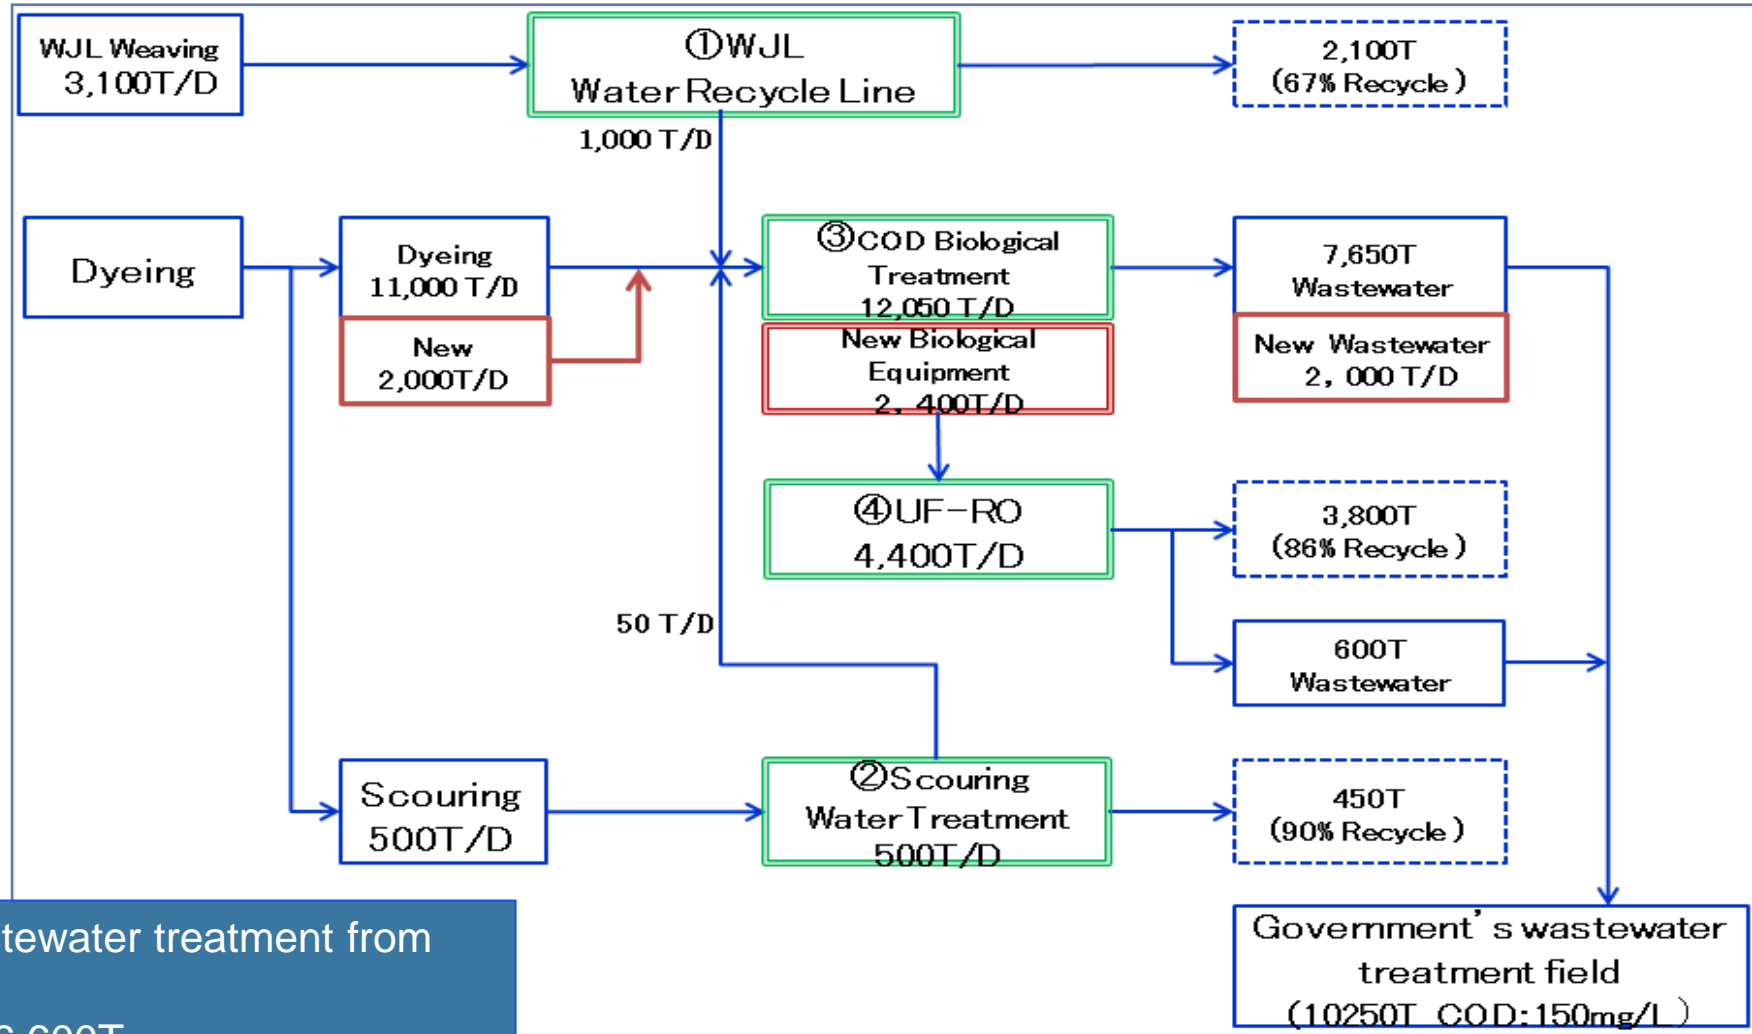 WJL Weaving
3,100T/D
①WJL
Water Recycle Line
2,100T
(67% Recycle)
1,000 T/D
Dyeing
Dyeing
11,000 T/D
New
2,000T/D
③COD Biological
Treatment
12,050 T/D
New Biological
Equipment
2, 400T/D
7,650T
Wastewater
New Wastewater
2, 000 T/D
④UF-RO
4,400T/D
3,800T
(86% Recycle)
600T
Wastewater
50 T/D
Scouring
500T/D
②Scouring
Water Treatment
500T/D
450T
(90% Recycle)
Government's wastewater
treatment field
(10250T COD:150mg/L)
treatment from
water